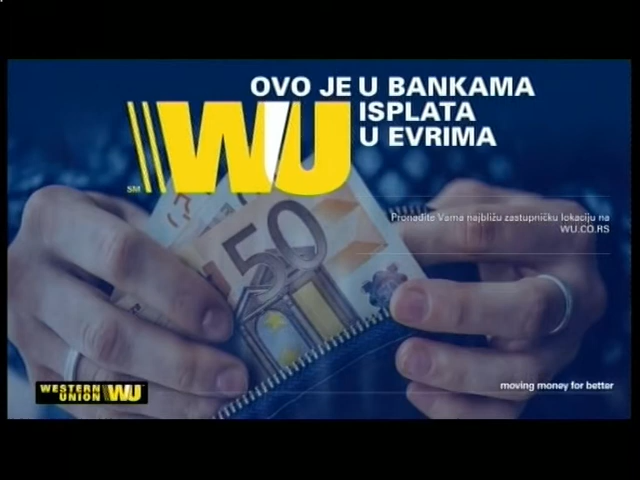 OVO JE U BANKAMA
ISPLATA
U EVRIMA
SM
WU
Pronađite Vama najbližu zastupničku lokaciju na
WU.CO.RS
50
WESTERN
UNION WU
moving money for better